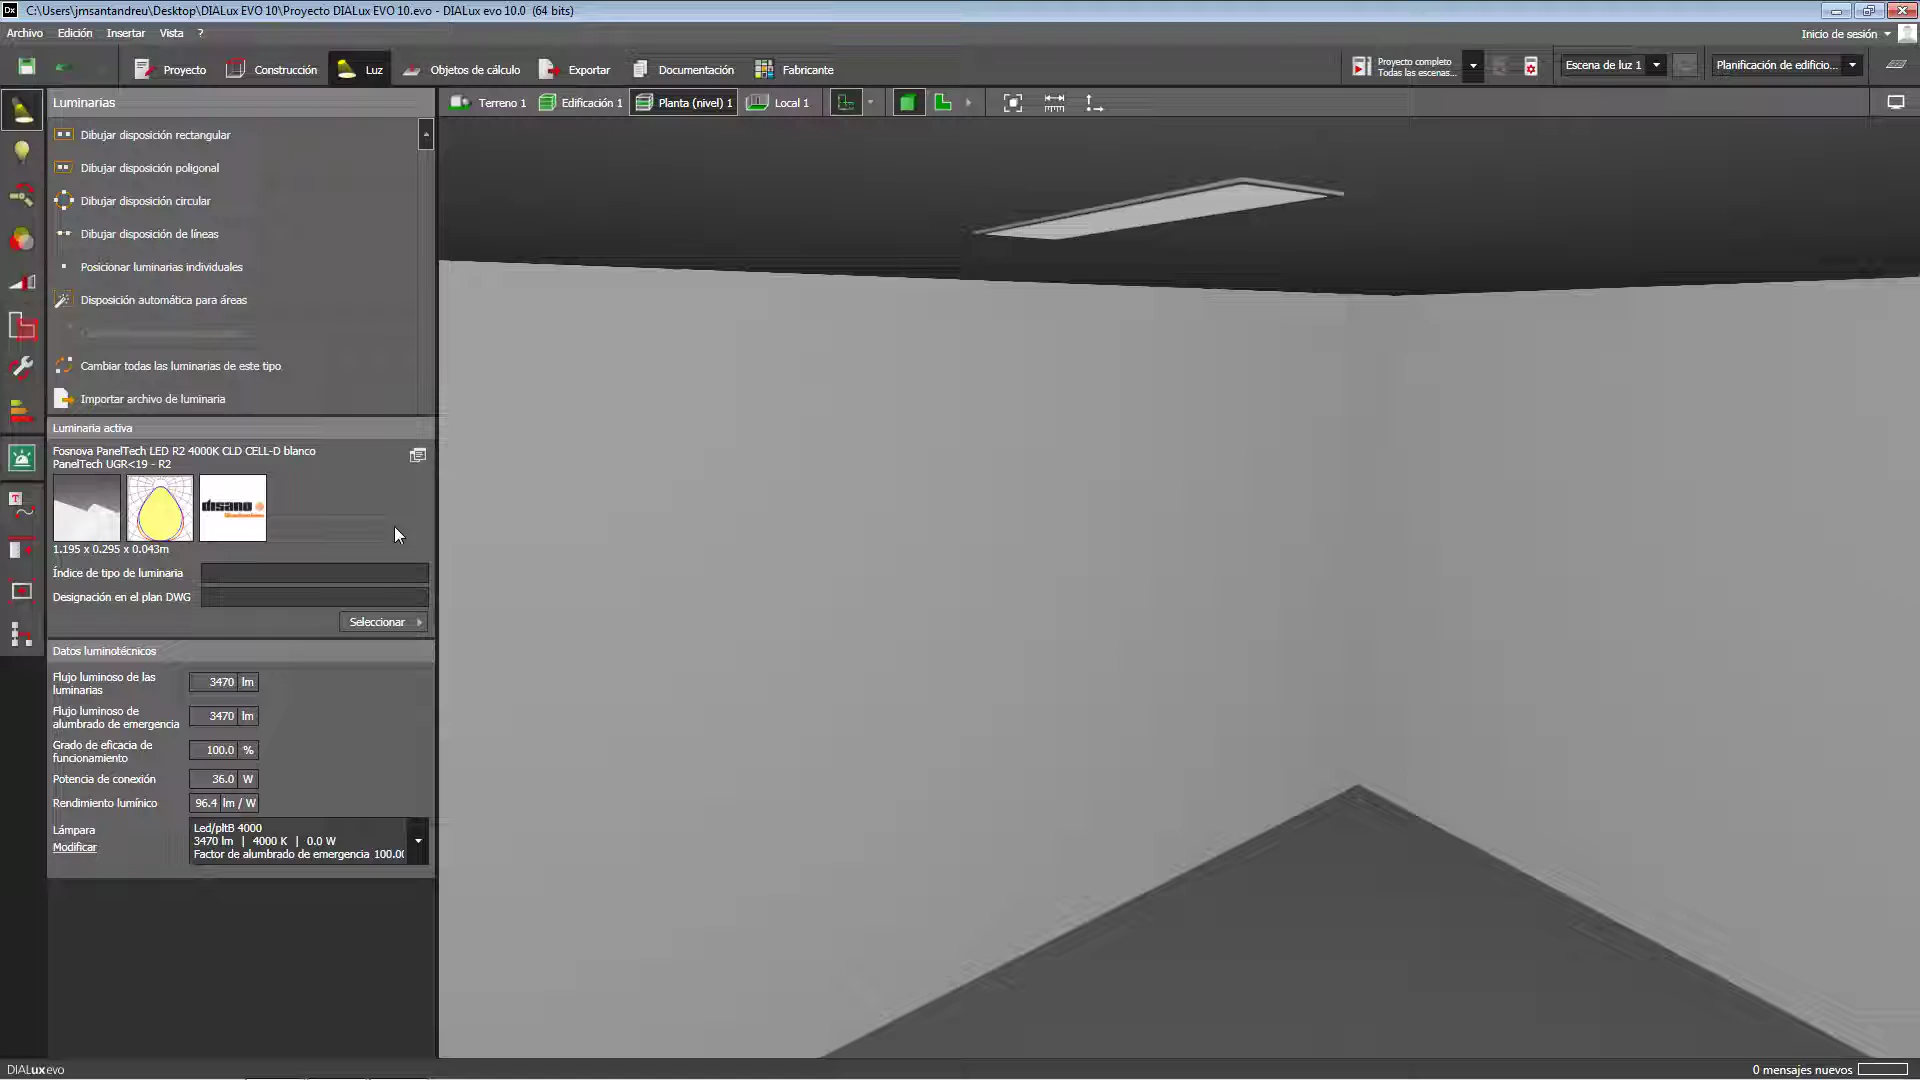 C:\Users\jmsantandreu\Desktop\DIALux EVO 10\Proyecto DIALux EVO 10.evo - DIALux evo 10.0 (64 bits)
Archivo Edición Insertar Vista ?
Inicio de sesión
Proyecto Construcción Luz Objetos de cálculo Exportar Documentación Fabricante
Proyecto completo
Todas las escenas...
Escena de luz 1
Planificación de edificio...
Luminarias
Terreno 1 Edificación 1 Planta (nivel) 1 Local 1
Dibujar disposición rectangular
Dibujar disposición poligonal
Dibujar disposición circular
Dibujar disposición de líneas
Posicionar luminarias individuales
Disposición automática para áreas
Cambiar todas las luminarias de este tipo
Importar archivo de luminaria
Luminaria activa
Fosnova PanelTech LED R2 4000K CLD CELL-D blanco
PanelTech UGR<19 - R2
disano
1.195 x 0.295 x 0.043m
Índice de tipo de luminaria
Designación en el plan DWG
Seleccionar
Datos luminotécnicos
Flujo luminoso de las
luminarias
3470 lm
Flujo luminoso de
alumbrado de emergencia
3470 lm
Grado de eficacia de
funcionamiento
100.0 %
Potencia de conexión 36.0 W
Rendimiento lumínico 96.4 lm / W
Lámpara
Modificar
Led/pltB 4000
3470 lm | 4000 K | 0.0 W
Factor de alumbrado de emergencia 100.0
DIALux evo
0 mensajes nuevos